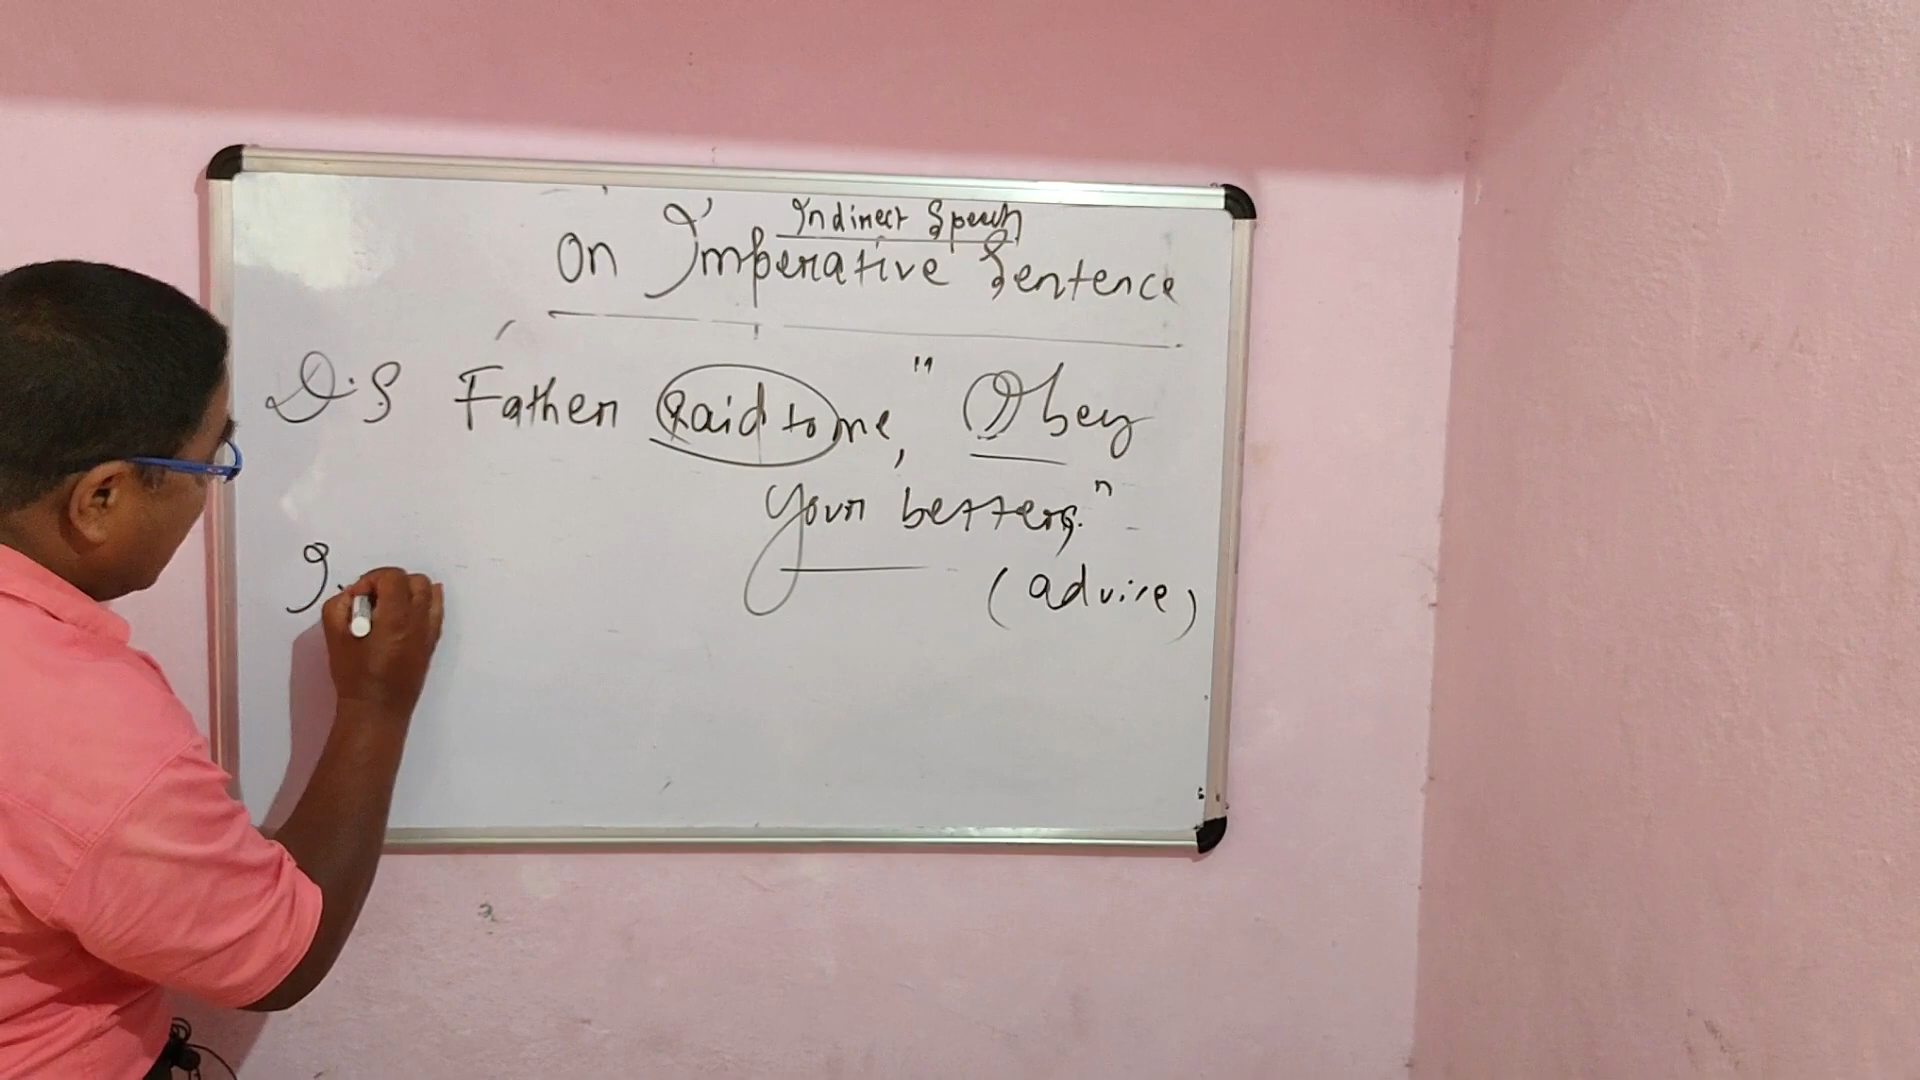 Indirect Speech
On Imperative Sentence
D.S Father said to me, "Obey
your betters."
(advice)
I.